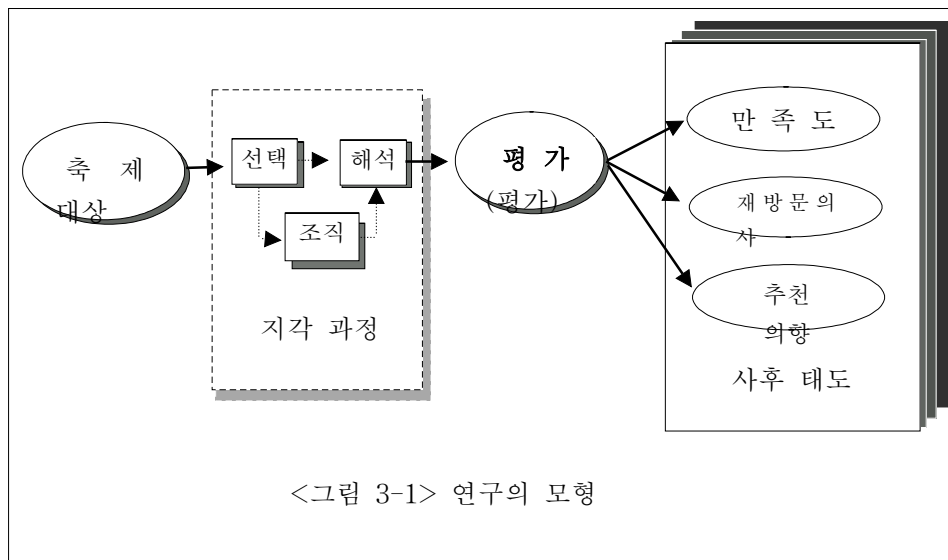 축 제
대상
선택
해석
조직
지각 과정
평 가
(평가)
만 족 도
재 방 문 의
사
추천
의향
사후 태도
<그림 3-1> 연구의 모형